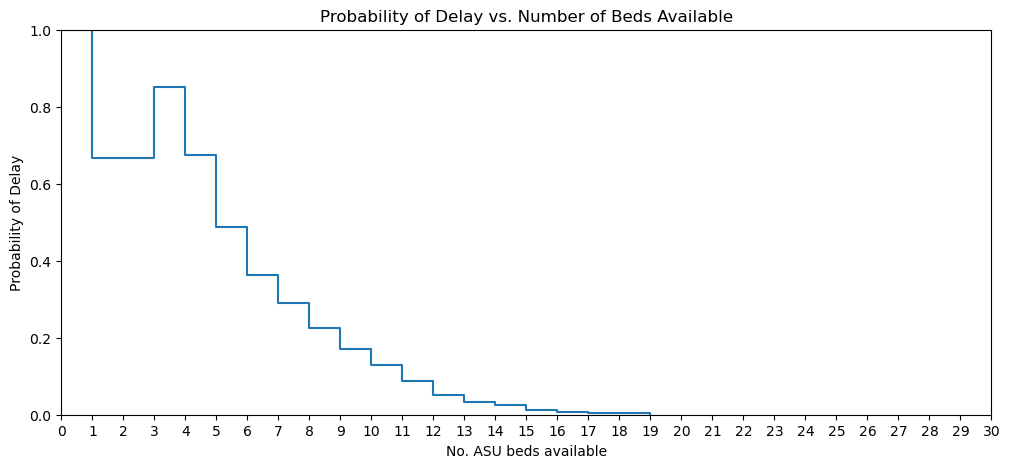 Probability of Delay vs. Number of Beds Available
1.0
0.8
0.6
0.4
0.2
0.0
Probability of Delay
0 1 2 3 4 5 6 7 8 9 10 11 12 13 14 15 16 17 18 19 20 21 22 23 24 25 26 27 28 29 30
No. ASU beds available